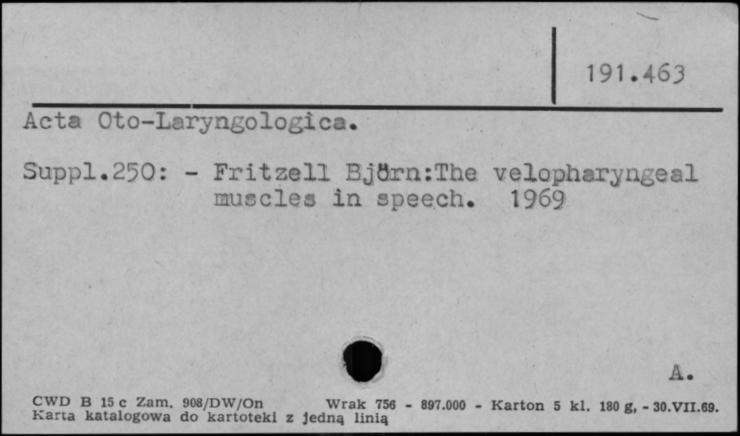 191.463
Acta Oto-Laryngologica.
Suppl.250: - Fritzell Björn:The velopharyngeal
muscles in speech. 1969
A.
CWD B 15 c Zam. 908/DW/On Wrak 756 - 897.000 - Karton 5 kl. 180 g, - 30.VII.69.
Karta katalogowa do kartoteki z jedną linią